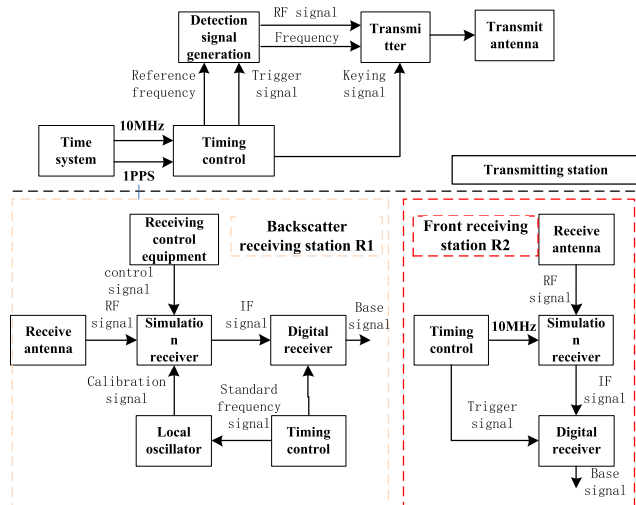 Detection
signal
generation
RF signal
Frequency
Transmi
tter
Transmit
antenna
Reference
frequency
Trigger
signal
Keying
signal
Time
system
10MHz
1PPS
Timing
control
Transmitting station
Receiving
control
equipment
Backscatter
receiving station R1
control
signal
RF
signal
IF
signal
Base
signal
Receive
antenna
Simulatio
n
receiver
Digital
receiver
Calibration
signal
Standard
frequency
signal
Local
oscillator
Timing
control
Front receiving
station R2
Receive
antenna
RF
signal
Timing
control
10MHz
Simulatio
n
receiver
IF
signal
Trigger
signal
Digital
receiver
Base
signal